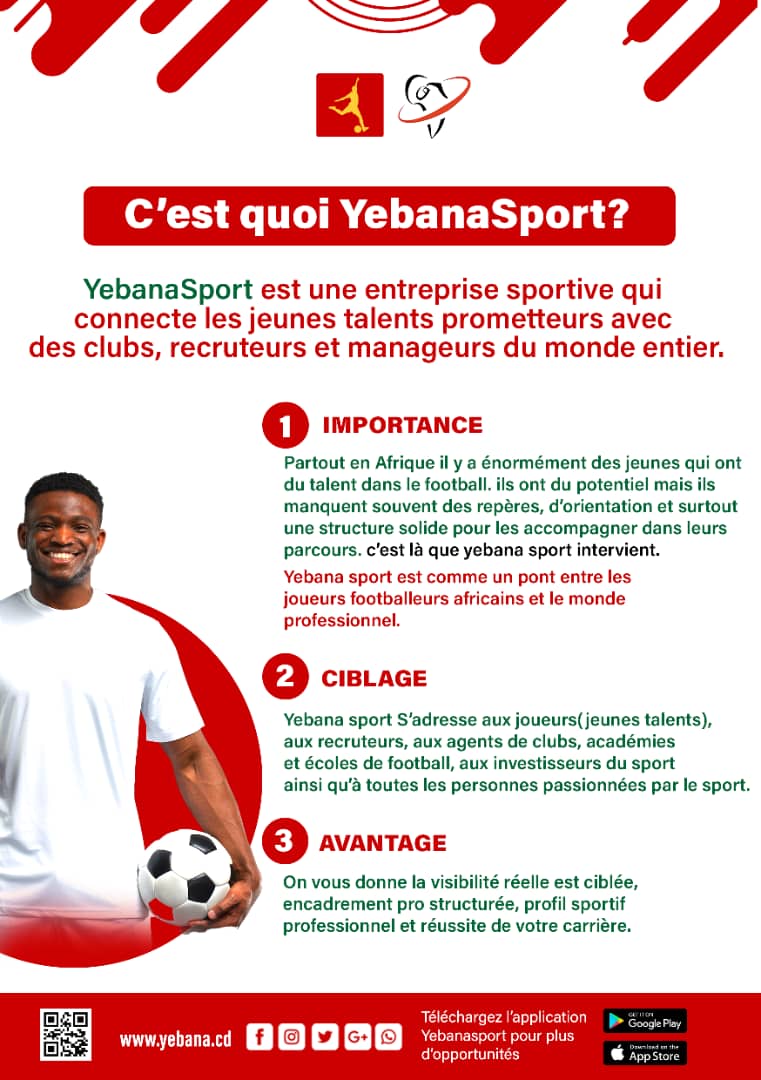 C'est quoi YebanaSport?
YebanaSport est une entreprise sportive qui
connecte les jeunes talents prometteurs avec
des clubs, recruteurs et manageurs du monde entier.
1 IMPORTANCE
Partout en Afrique il y a énormément des jeunes qui ont
du talent dans le football. ils ont du potentiel mais ils
manquent souvent des repères, d'orientation et surtout
une structure solide pour les accompagner dans leurs
parcours. c'est là que yebana sport intervient.
Yebana sport est comme un pont entre les
joueurs footballeurs africains et le monde
professionnel.
2 CIBLAGE
Yebana sport S'adresse aux joueurs(jeunes talents),
aux recruteurs, aux agents de clubs, académies
et écoles de football, aux investisseurs du sport
ainsi qu'à toutes les personnes passionnées par le sport.
3 AVANTAGE
On vous donne la visibilité réelle est ciblée,
encadrement pro structurée, profil sportif
professionnel et réussite de votre carrière.
www.yebana.cd
f G+
Téléchargez l'application
Yebanasport pour plus
d'opportunités
GET IT ON
Google Play
Download on the
App Store